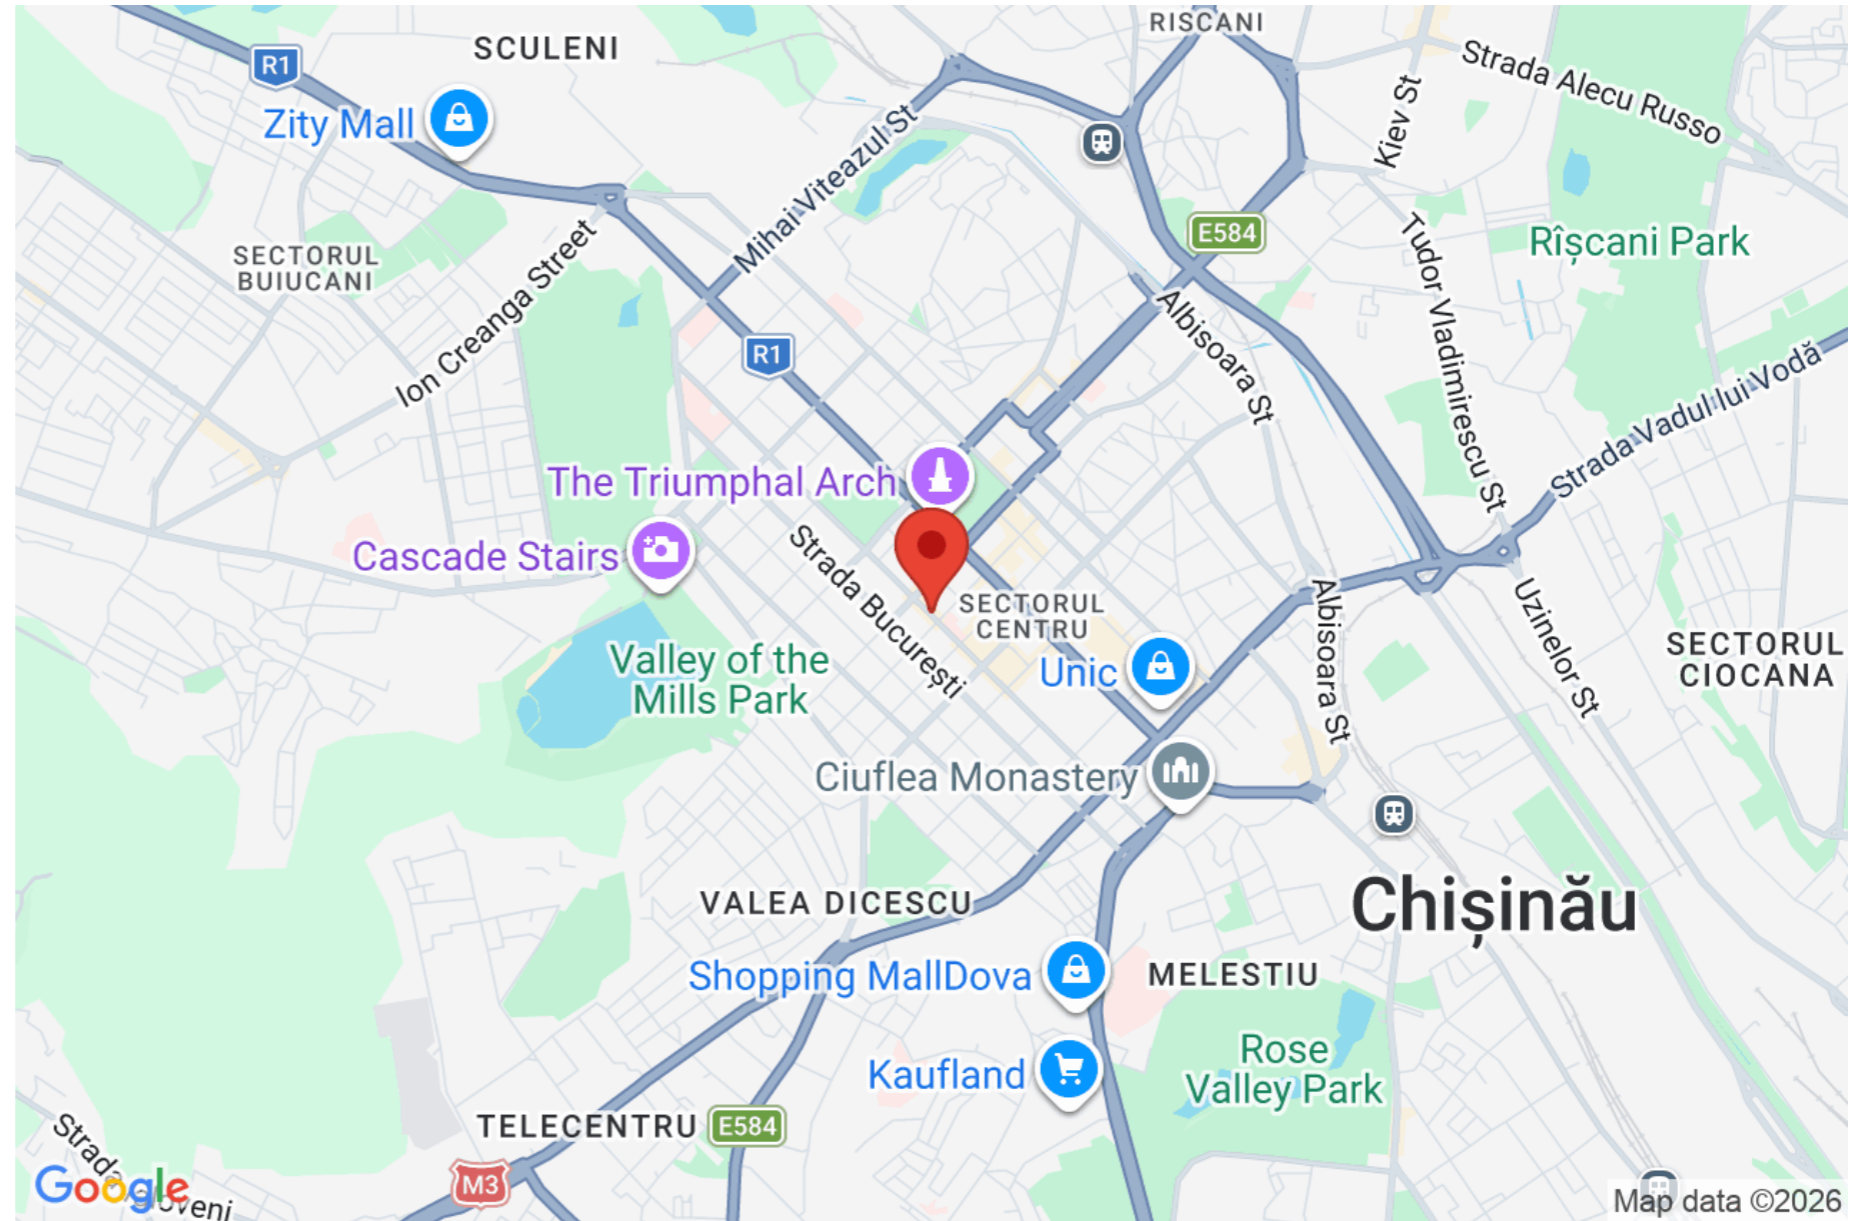 RISCANI
SCULENI
R1
Strada Alecu Russo
Kiev St
Zity Mall
Mihai Viteazul St
SECTORUL
BUIUCANI
Ion Creanga Street
E584
Rîșcani Park
Tudor Vladimirescu St
Albisoara St
R1
Strada Vadul lui Vodă
The Triumphal Arch
Cascade Stairs
Strada București
SECTORUL
CENTRU
Albisoara St
Uzinelor St
SECTORUL
CIOCANA
Valley of the
Mills Park
Unic
Ciuflea Monastery
VALEA DICESCU
Chișinău
Shopping MallDova
MELESTIU
Rose
Valley Park
Kaufland
TELECENTRU
E584
M3
Strada
Google
Map data ©2026